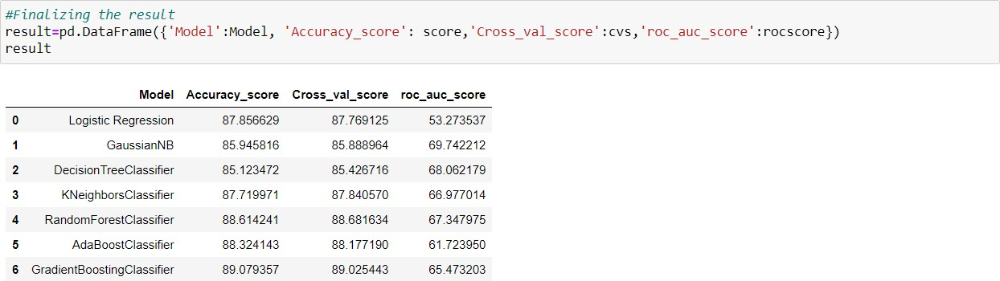 #Finalizing the result
result=pd.DataFrame({'Model':Model, 'Accuracy_score': score,'Cross_val_score':cvs,'roc_auc_score':rocscore})
result
Model Accuracy_score Cross_val_score roc_auc_score
0 Logistic Regression 87.856629 87.769125 53.273537
1 GaussianNB 85.945816 85.888964 69.742212
2 DecisionTreeClassifier 85.123472 85.426716 68.062179
3 KNeighborsClassifier 87.719971 87.840570 66.977014
4 RandomForestClassifier 88.614241 88.681634 67.347975
5 AdaBoostClassifier 88.324143 88.177190 61.723950
6 GradientBoostingClassifier 89.079357 89.025443 65.473203